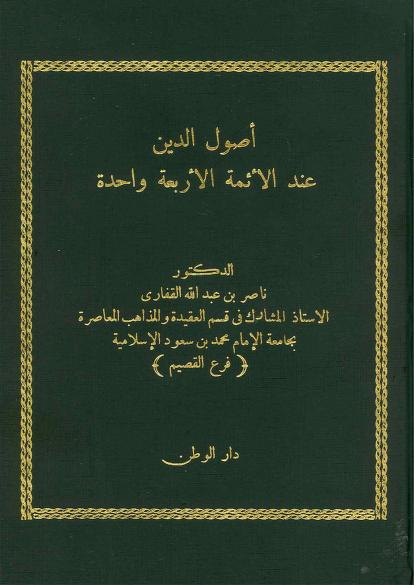 أصول الدين
عند الأئمة الأربعة واحدة
الدكتور
ناصر بن عبد الله القفارى
الاستاذ المشارك فى قسم العقيدة والمذاهب المعاصرة
بجامعة الإمام محمد بن سعود الإسلامية
﴿ فرع القصيم ﴾
دار الوطن